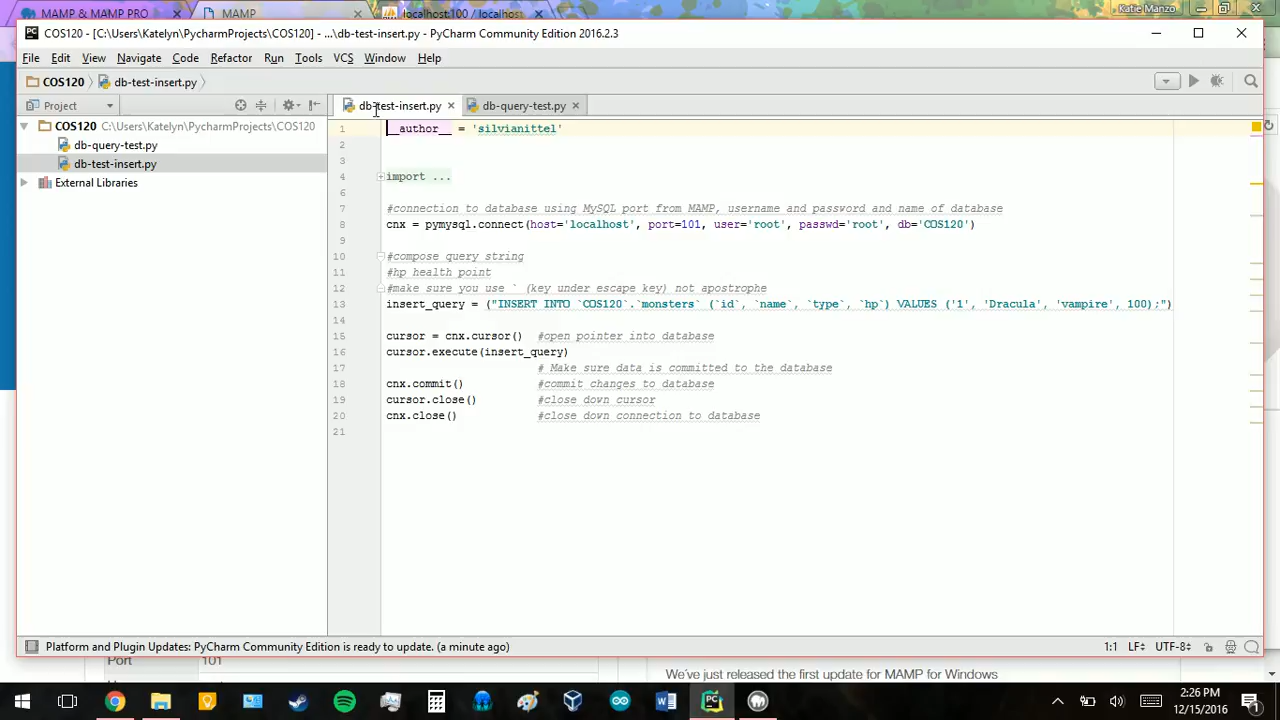 MAMP & MAMP PRO
MAMP
localhost:100 / localhos
Katie Manzo
COS120 - [C:\Users\Katelyn\PycharmProjects\COS120] - ...\db-test-insert.py - PyCharm Community Edition 2016.2.3
File Edit View Navigate Code Refactor Run Tools VCS Window Help
COS120 db-test-insert.py
Project
db-test-insert.py
db-query-test.py
COS120 C:\Users\Katelyn\PycharmProjects\COS120
db-query-test.py
db-test-insert.py
External Libraries
1 __author__ = 'silvianittel'
2
3
4 import ...
6
7 #connection to database using MySQL port from MAMP, username and password and name of database
8 cnx = pymysql.connect(host='localhost', port=101, user='root', passwd='root', db='COS120')
9
10 #compose query string
11 #hp health point
12 #make sure you use ` (key under escape key) not apostrophe
13 insert_query = ("INSERT INTO `COS120`.`monsters` (`id`, `name`, `type`, `hp`) VALUES ('1', 'Dracula', 'vampire', 100);")
14
15 cursor = cnx.cursor() #open pointer into database
16 cursor.execute(insert_query)
17 # Make sure data is committed to the database
18 cnx.commit() #commit changes to database
19 cursor.close() #close down cursor
20 cnx.close() #close down connection to database
21
Platform and Plugin Updates: PyCharm Community Edition is ready to update. (a minute ago)
1:1 LF UTF-8
Port 101
We've just released the first update for MAMP for Windows
2:26 PM
12/15/2016